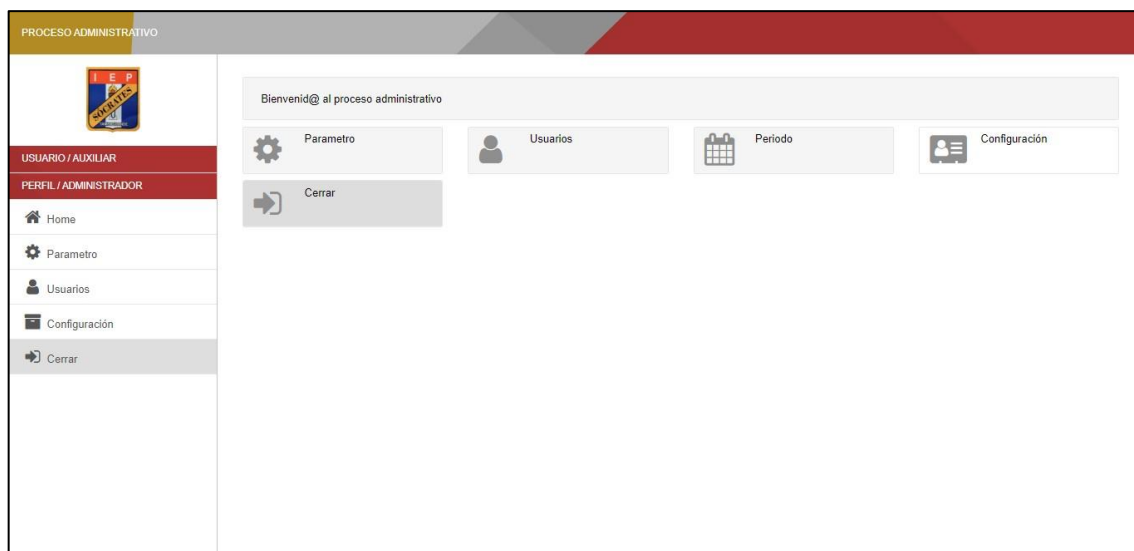 PROCESO ADMINISTRATIVO
I E P
SOCRATES
USUARIO / AUXILIAR
PERFIL / ADMINISTRADOR
Home
Parametro
Usuarios
Configuración
Cerrar
Bienvenid@ al proceso administrativo
Parametro
Usuarios
Periodo
Configuración
Cerrar